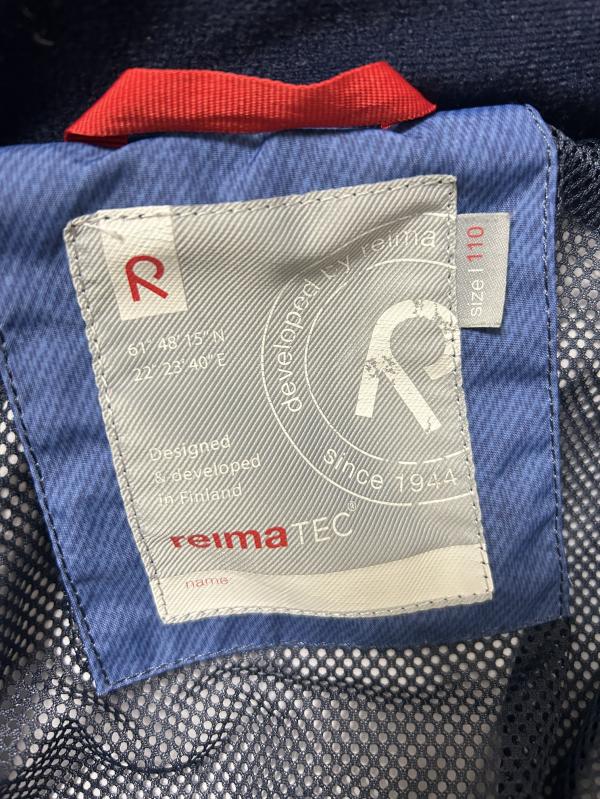 developed by reima
size | 110
61° 48' 15" N
22° 23' 40" E
since 1944
Designed
& developed
in Finland
reimaTEC®
name